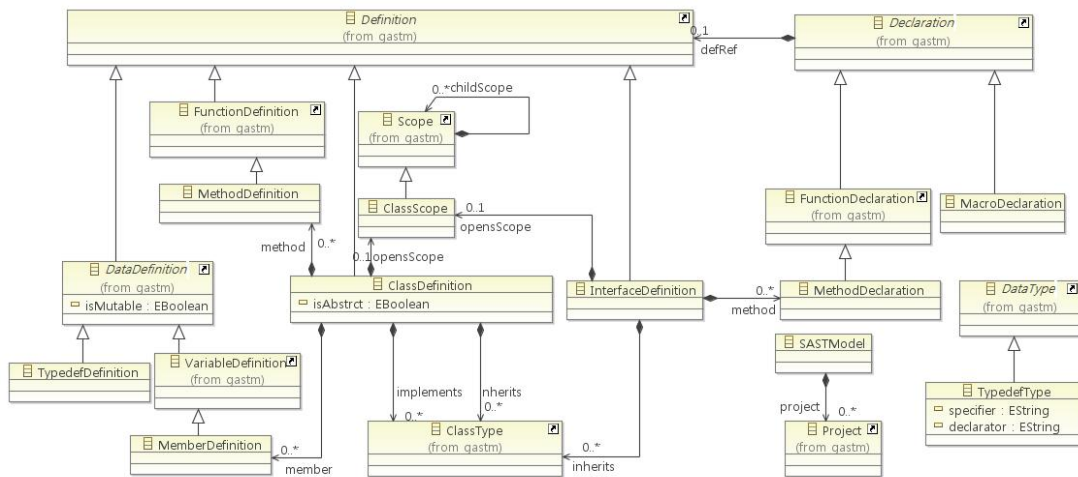 Definition
(from gastm)
Declaration
(from gastm)
0..1
defRef
FunctionDefinition
(from gastm)
0..*
childScope
Scope
(from gastm)
MethodDefinition
ClassScope
0..1
opensScope
FunctionDeclaration
(from gastm)
MacroDeclaration
method
0..*
0..1
opensScope
DataDefinition
(from gastm)
isMutable : EBoolean
ClassDefinition
isAbstrct : EBoolean
InterfaceDefinition
0..*
method
MethodDeclaration
DataType
(from gastm)
TypedefDefinition
VariableDefinition
(from gastm)
implements
nherits
0..*
0..*
SASTModel
project
0..*
TypedefType
specifier : EString
declarator : EString
MemberDefinition
0..*
member
ClassType
(from gastm)
0..*
inherits
Project
(from gastm)